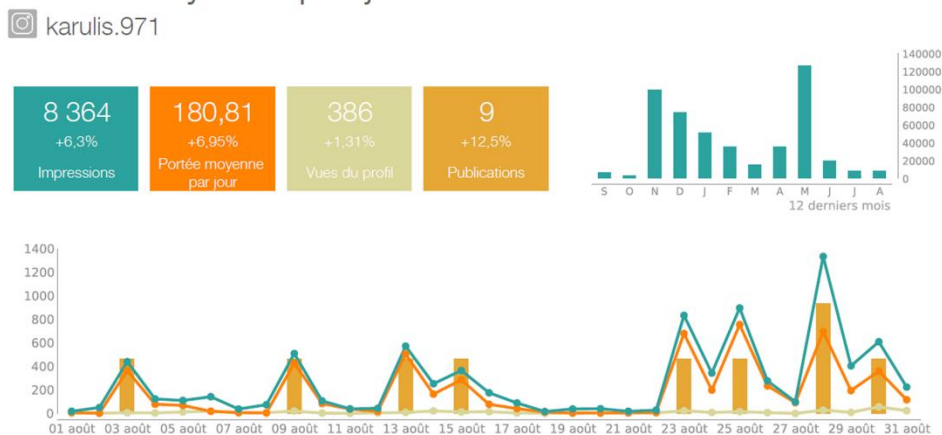 karulis.971
8 364
+6,3%
Impressions
180,81
+6,95%
Portée moyenne
par jour
386
+1,31%
Vues du profil
9
+12,5%
Publications
140000
120000
100000
80000
60000
40000
20000
0
S O N D J F M A M J J A
12 derniers mois
1400
1200
1000
800
600
400
200
0
01 août 03 août 05 août 07 août 09 août 11 août 13 août 15 août 17 août 19 août 21 août 23 août 25 août 27 août 29 août 31 août